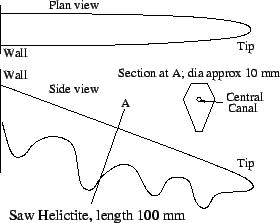 Plan view
Wall
Tip
Wall
Section at A; dia approx 10 mm
Side view
A
Central
Canal
Tip
Saw Helictite, length 100 mm